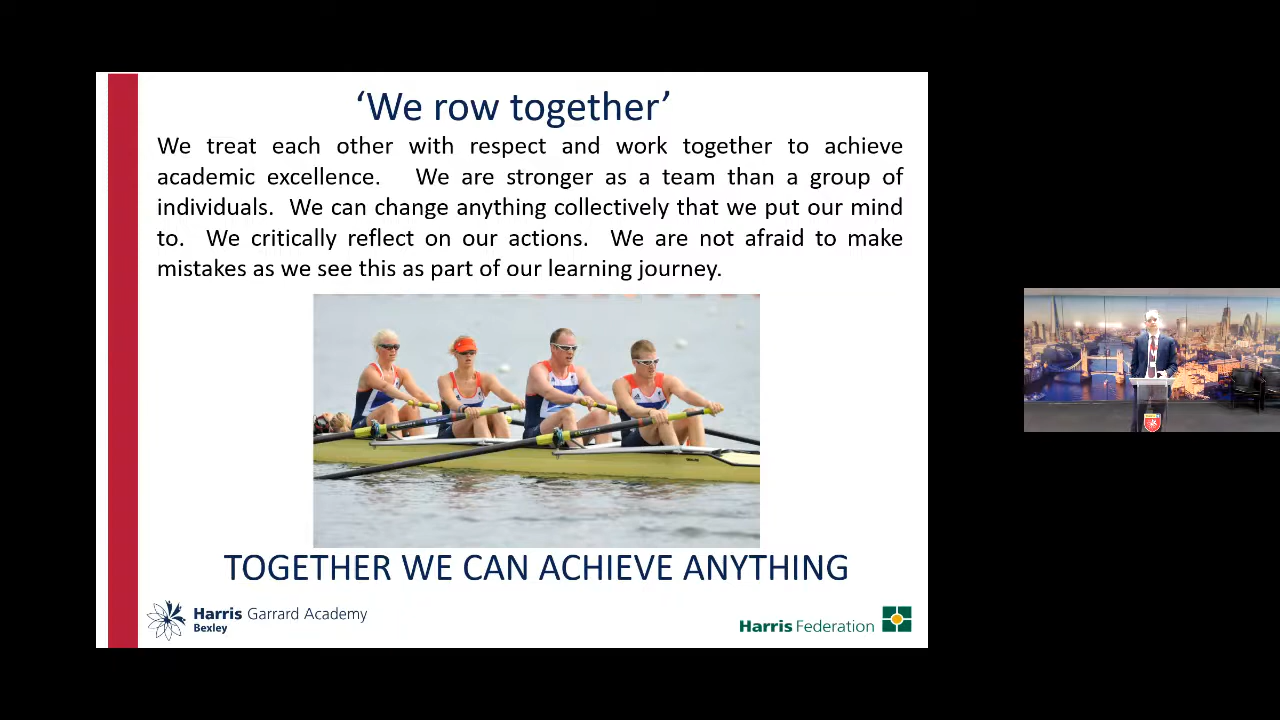 ‘We row together’
We treat each other with respect and work together to achieve
academic excellence. We are stronger as a team than a group of
individuals. We can change anything collectively that we put our mind
to. We critically reflect on our actions. We are not afraid to make
mistakes as we see this as part of our learning journey.
TOGETHER WE CAN ACHIEVE ANYTHING
Harris Garrard Academy
Bexley
Harris Federation